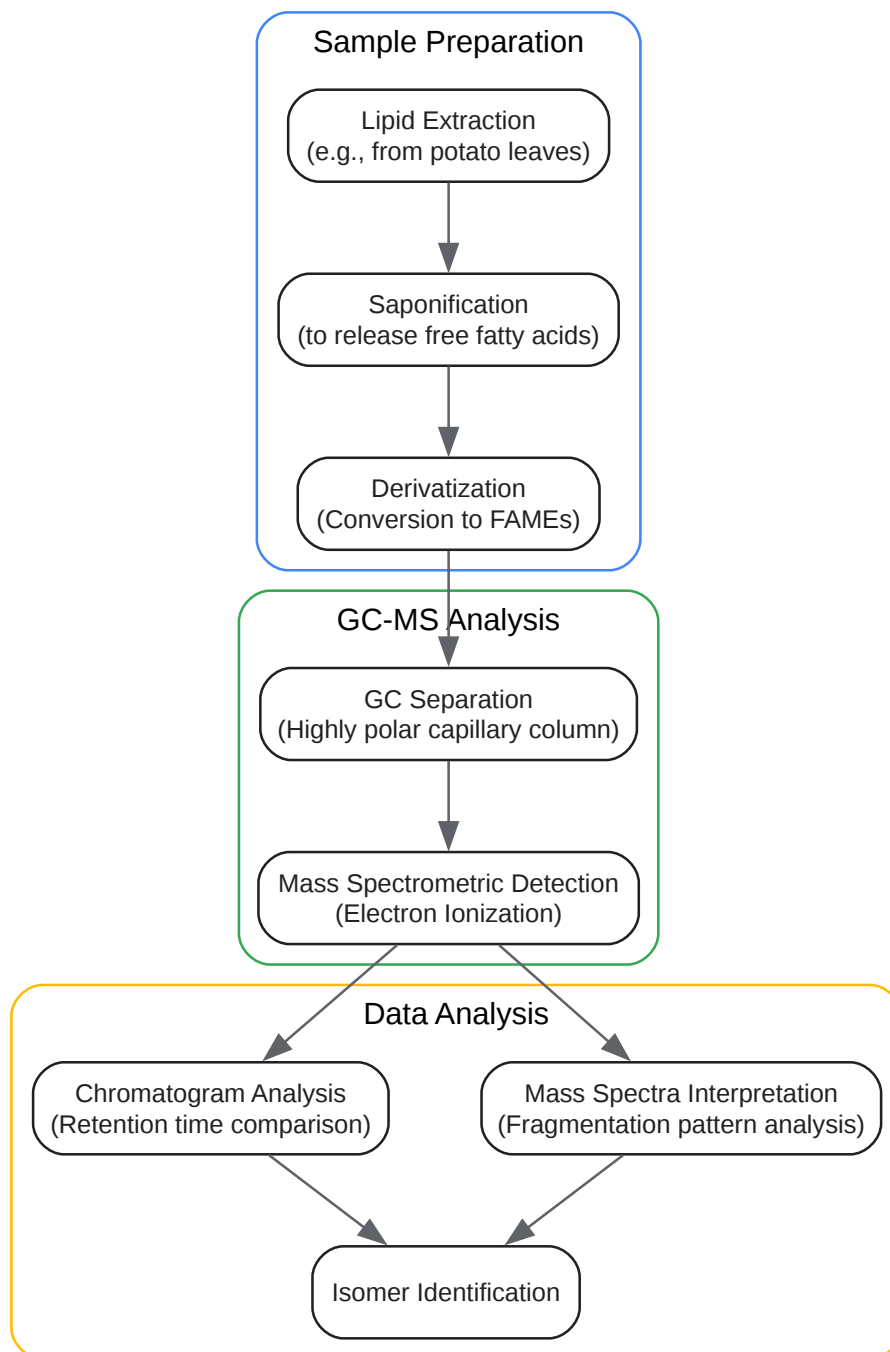 Sample Preparation
Lipid Extraction
(e.g., from potato leaves)
Saponification
(to release free fatty acids)
Derivatization
(Conversion to FAMEs)
GC-MS Analysis
GC Separation
(Highly polar capillary column)
Mass Spectrometric Detection
(Electron Ionization)
Data Analysis
Chromatogram Analysis
(Retention time comparison)
Mass Spectra Interpretation
(Fragmentation pattern analysis)
Isomer Identification